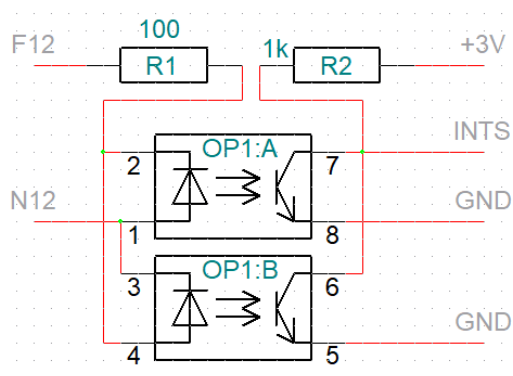 F12
100
R1
1k
R2
+3V
INTS
OP1:A
2
7
N12
GND
1
8
OP1:B
3
6
GND
4
5